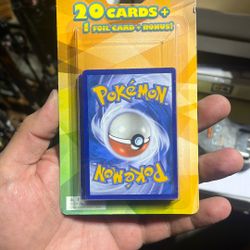 20 CARDS +
1 FOIL CARD + BONUS!
POKéMON
POKéMON